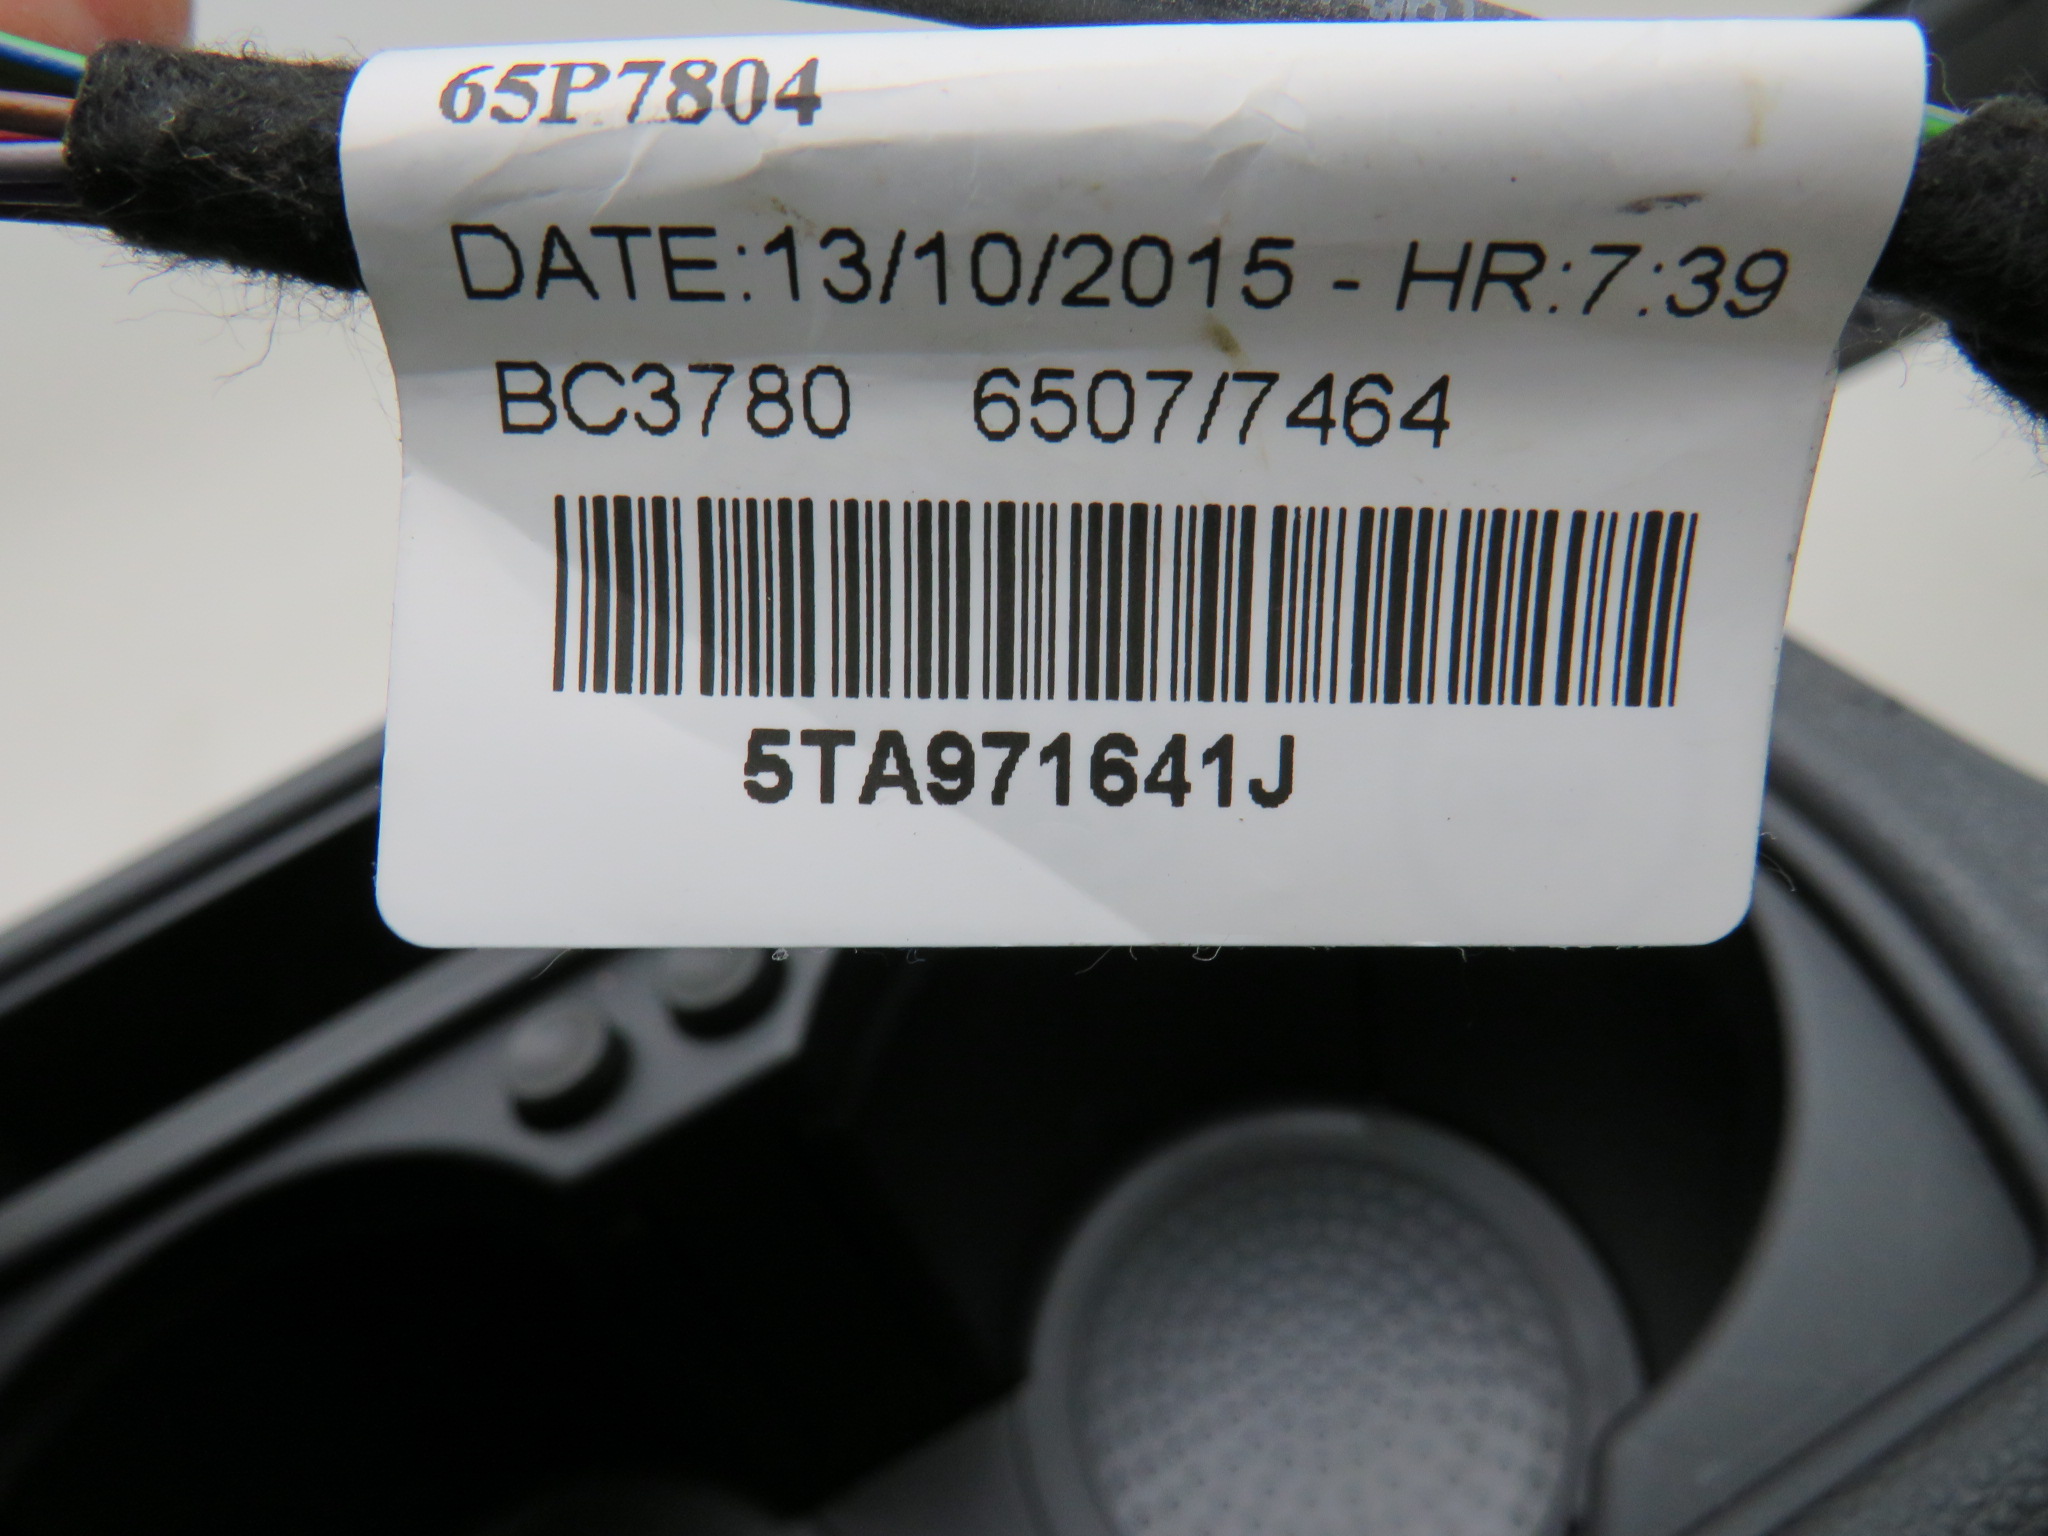 65P7804
DATE:13/10/2015 - HR:7:39
BC3780 6507/7464
5TA971641J